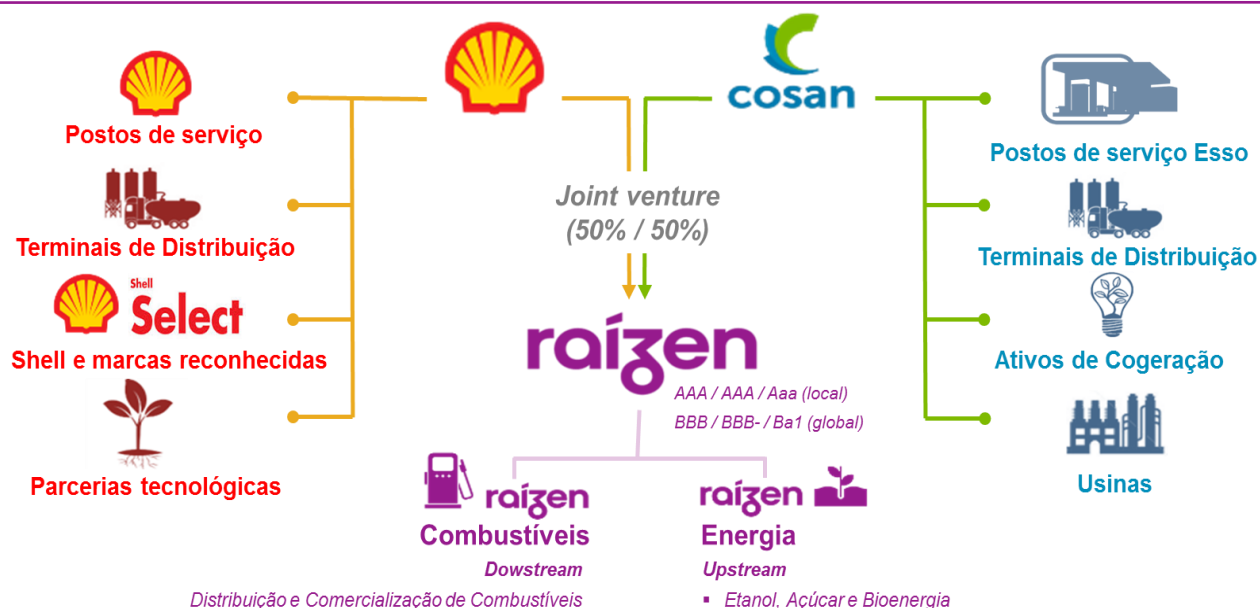 cosan
Postos de serviço
Postos de serviço Esso
Joint venture
(50% / 50%)
Terminais de Distribuição
Terminais de Distribuição
Shell
Select
Shell e marcas reconhecidas
raízen
Ativos de Cogeração
AAA / AAA / Aaa (local)
BBB / BBB- / Ba1 (global)
Parcerias tecnológicas
Usinas
raízen
Combustíveis
Dowstream
Distribuição e Comercialização de Combustíveis
raízen
Energia
Upstream
▪ Etanol, Açúcar e Bioenergia